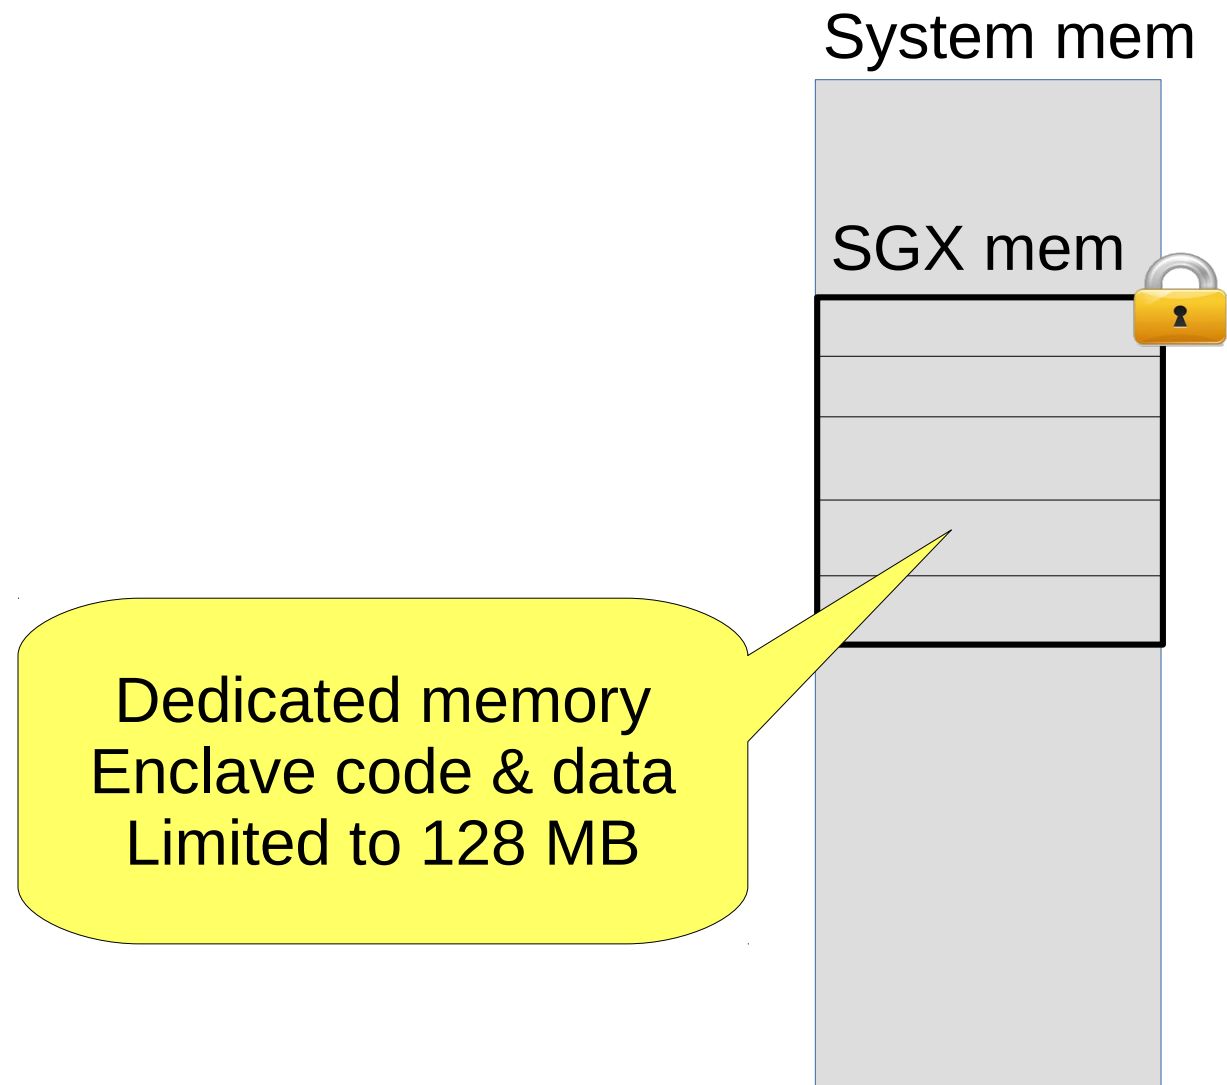 System mem
SGX mem
Dedicated memory
Enclave code & data
Limited to 128 MB